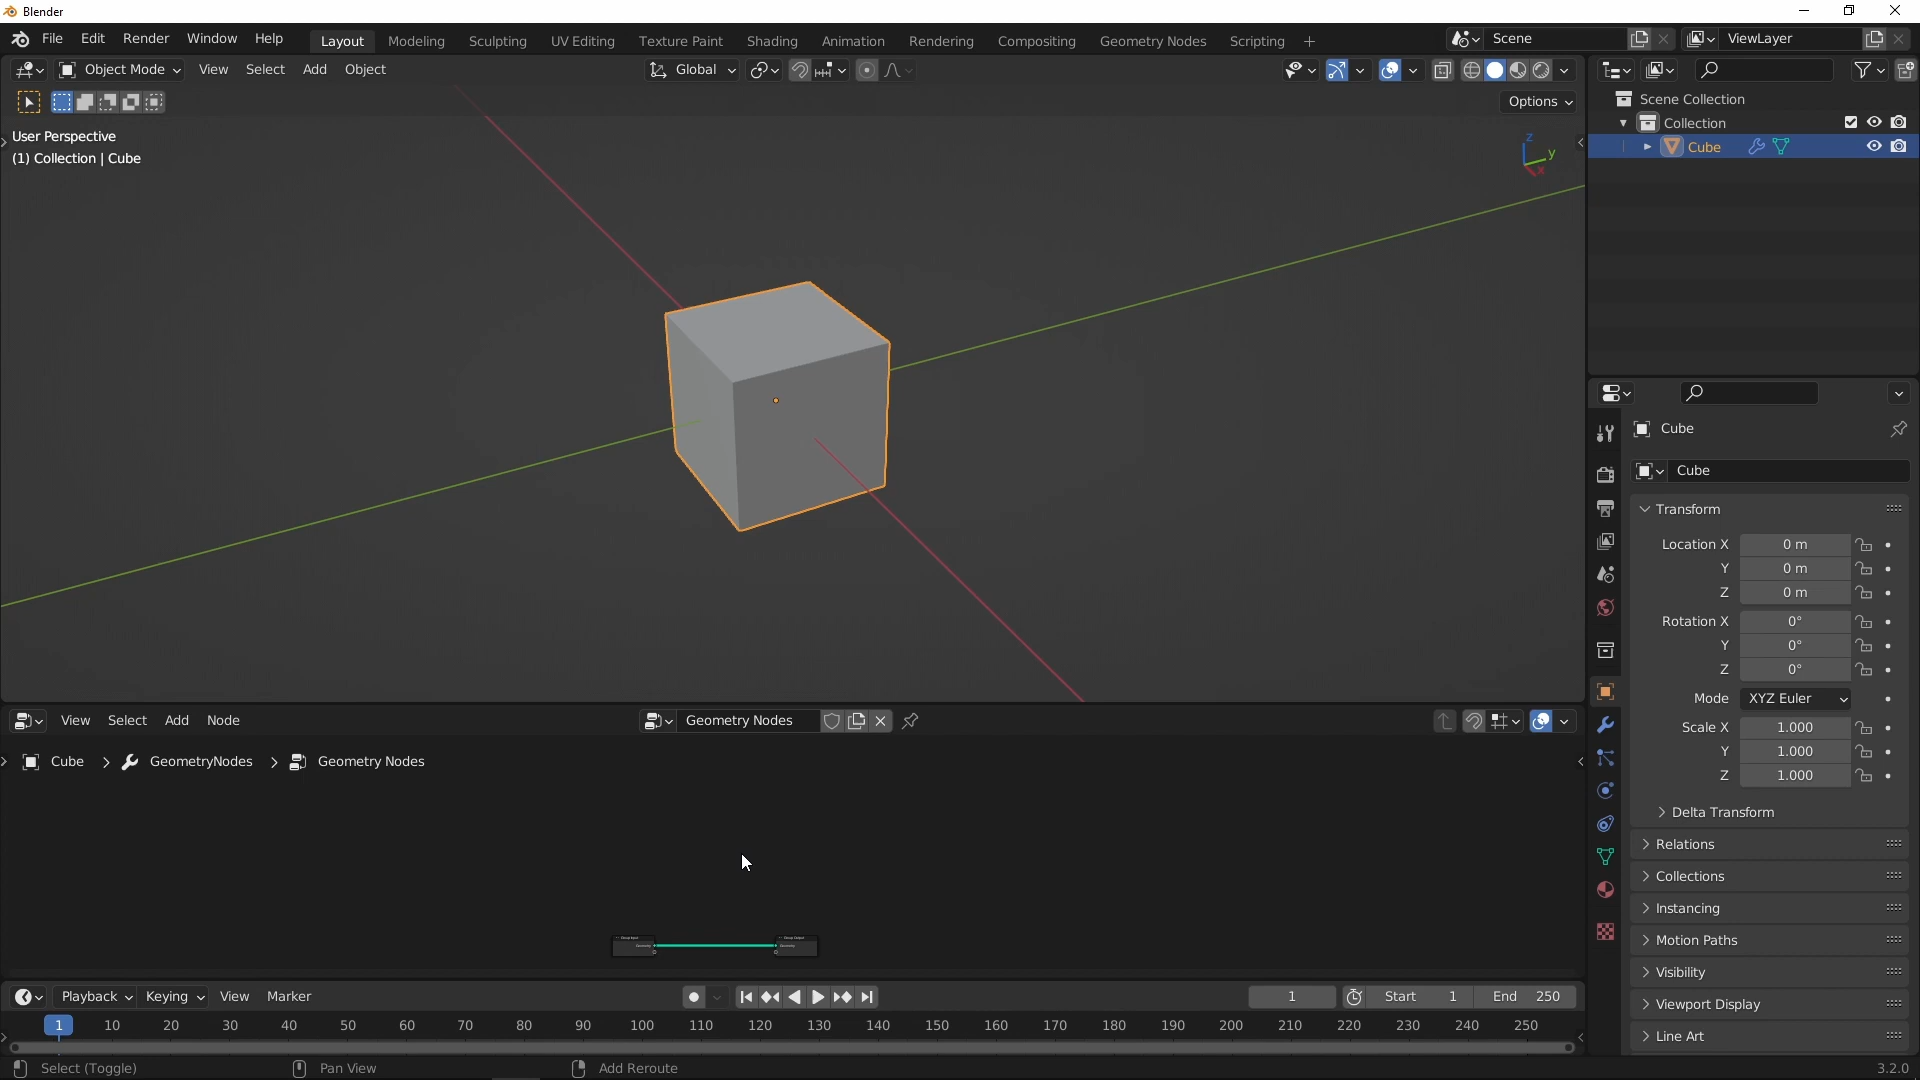 Blender
File Edit Render Window Help Layout Modeling Sculpting UV Editing Texture Paint Shading Animation Rendering Compositing Geometry Nodes Scripting + Scene ViewLayer
Object Mode View Select Add Object Global
Options
User Perspective
(1) Collection | Cube
Z
Y
X
Scene Collection
Collection
Cube
Cube
Cube
Transform
Location X 0 m
Y 0 m
Z 0 m
Rotation X 0°
Y 0°
Z 0°
Mode XYZ Euler
Scale X 1.000
Y 1.000
Z 1.000
Delta Transform
Relations
Collections
Instancing
Motion Paths
Visibility
Viewport Display
Line Art
View Select Add Node Geometry Nodes
Cube > GeometryNodes > Geometry Nodes
Group Input
Geometry
Group Output
Geometry
Playback Keying View Marker 1 Start 1 End 250
1 10 20 30 40 50 60 70 80 90 100 110 120 130 140 150 160 170 180 190 200 210 220 230 240 250
Select (Toggle) Pan View Add Reroute 3.2.0